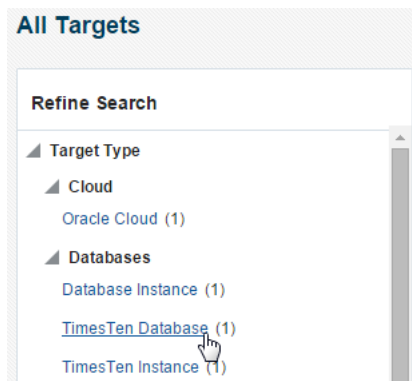 All Targets
Refine Search
Target Type
Cloud
Oracle Cloud (1)
Databases
Database Instance (1)
TimesTen Database (1)
TimesTen Instance (1)